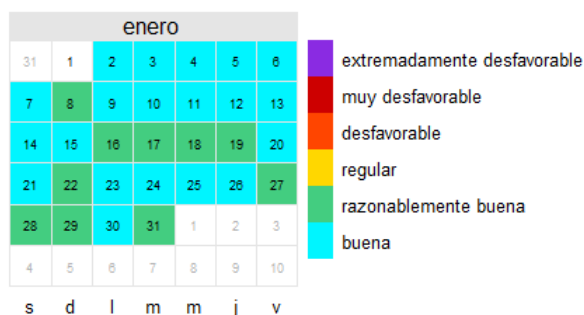 enero
31 1 2 3 4 5 6
7 8 9 10 11 12 13
14 15 16 17 18 19 20
21 22 23 24 25 26 27
28 29 30 31 1 2 3
4 5 6 7 8 9 10
s d l m m j v
extremadamente desfavorable
muy desfavorable
desfavorable
regular
razonablemente buena
buena